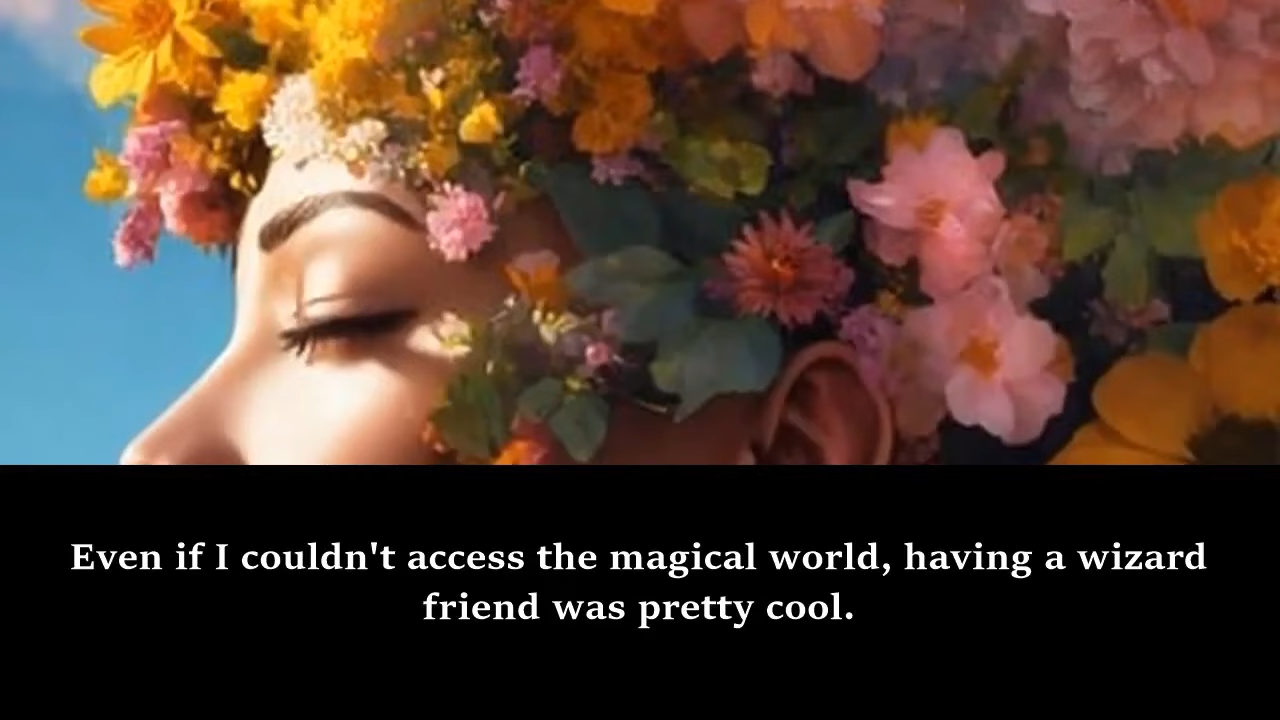 Even if I couldn't access the magical world, having a wizard
friend was pretty cool.